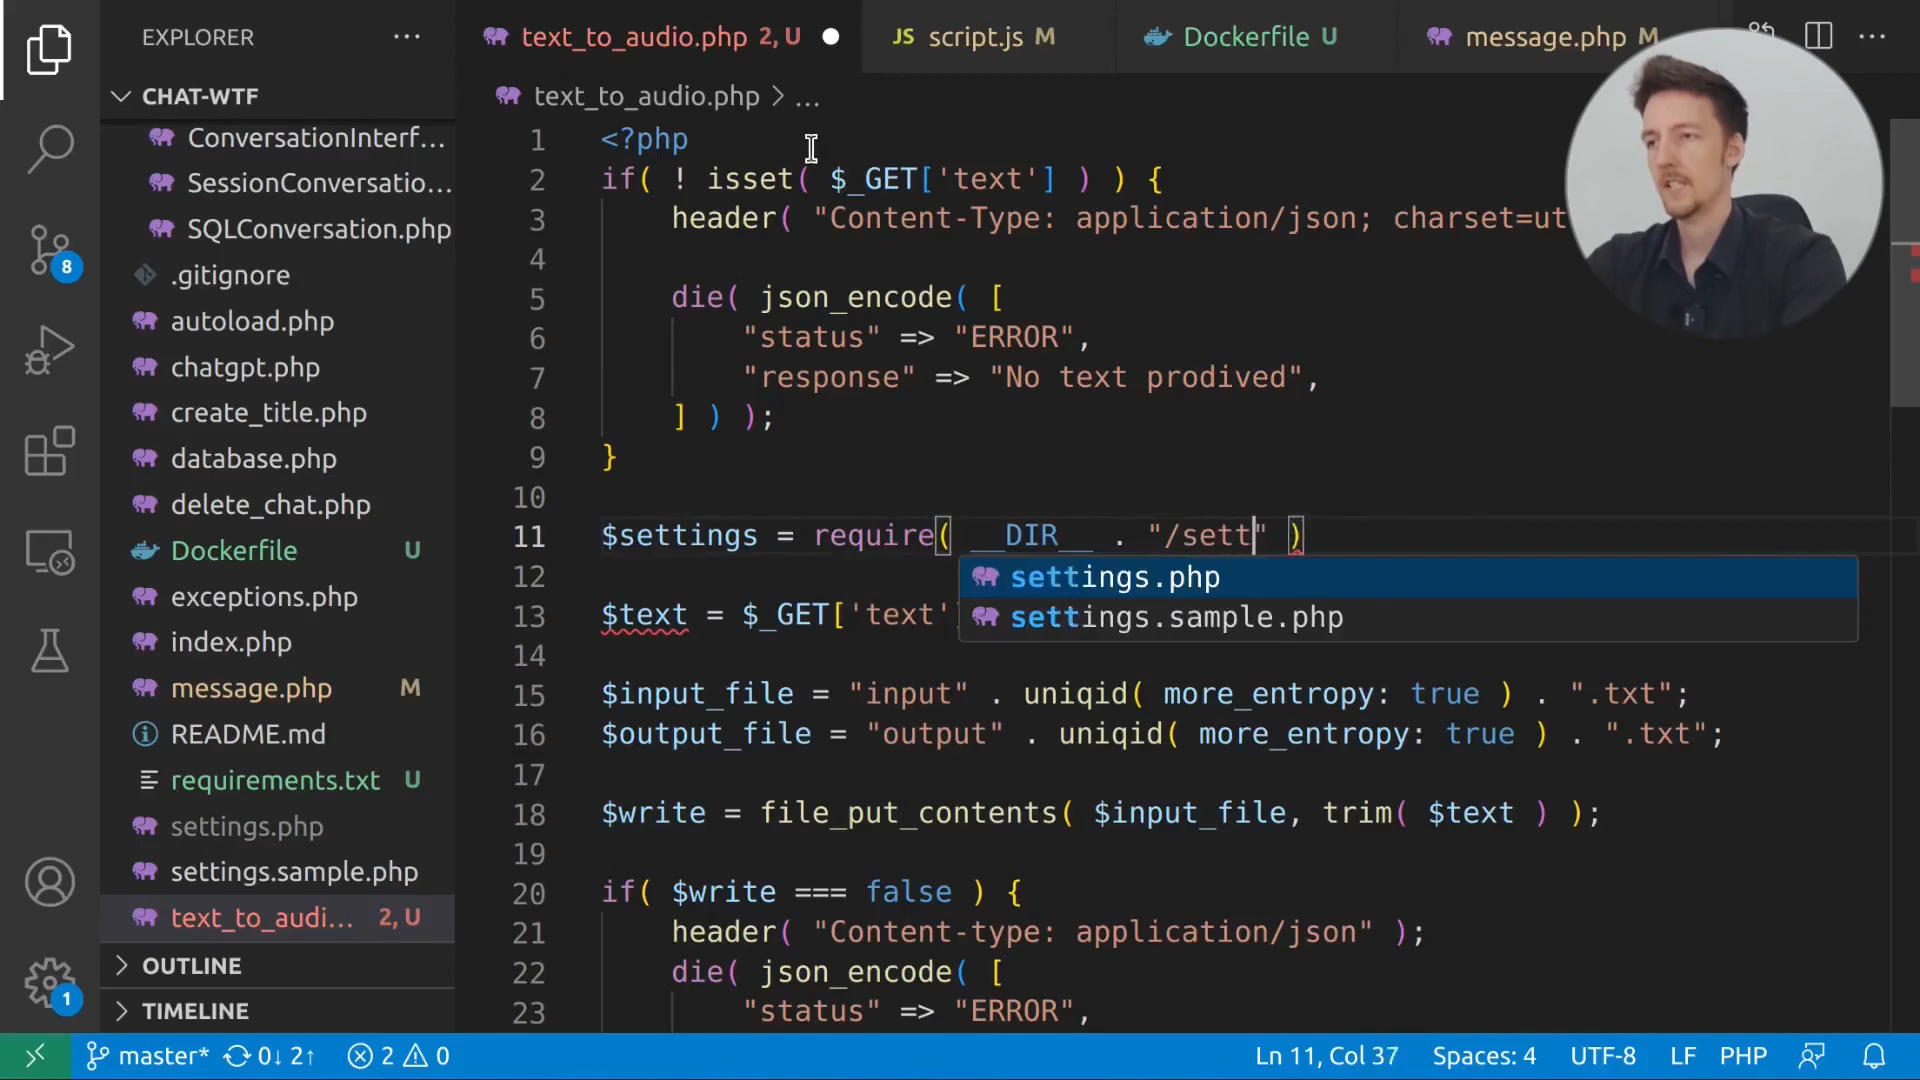 EXPLORER
text_to_audio.php 2, U
JS script.js M
Dockerfile U
message.php M
CHAT-WTF
text_to_audio.php > ...
ConversationInterf...
SessionConversatio...
SQLConversation.php
.gitignore
autoload.php
chatgpt.php
create_title.php
database.php
delete_chat.php
Dockerfile U
exceptions.php
index.php
message.php M
README.md
requirements.txt U
settings.php
settings.sample.php
text_to_audi... 2, U
OUTLINE
TIMELINE
8
1
1 <?php
2 if( ! isset( $_GET['text'] ) ) {
3 header( "Content-Type: application/json; charset=ut
4
5 die( json_encode( [
6 "status" => "ERROR",
7 "response" => "No text prodived",
8 ] ) );
9 }
10
11 $settings = require( __DIR__ . "/sett" )
settings.php
settings.sample.php
12
13 $text = $_GET['text'
14
15 $input_file = "input" . uniqid( more_entropy: true ) . ".txt";
16 $output_file = "output" . uniqid( more_entropy: true ) . ".txt";
17
18 $write = file_put_contents( $input_file, trim( $text ) );
19
20 if( $write === false ) {
21 header( "Content-type: application/json" );
22 die( json_encode( [
23 "status" => "ERROR",
master* 0↓ 2↑ 2 0
Ln 11, Col 37 Spaces: 4 UTF-8 LF PHP